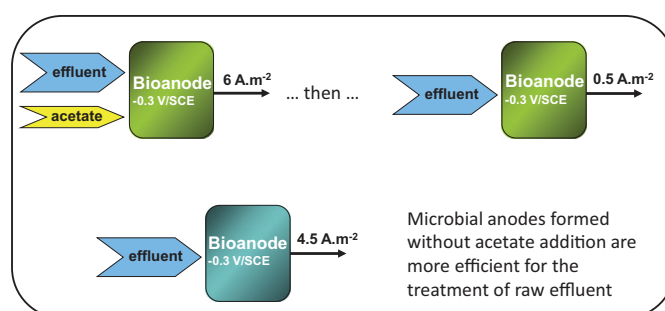 effluent
acetate
Bioanode
-0.3 V/SCE
6 A.m-2
... then ...
effluent
Bioanode
-0.3 V/SCE
0.5 A.m-2
effluent
Bioanode
-0.3 V/SCE
4.5 A.m-2
Microbial anodes formed
without acetate addition are
more efficient for the
treatment of raw effluent